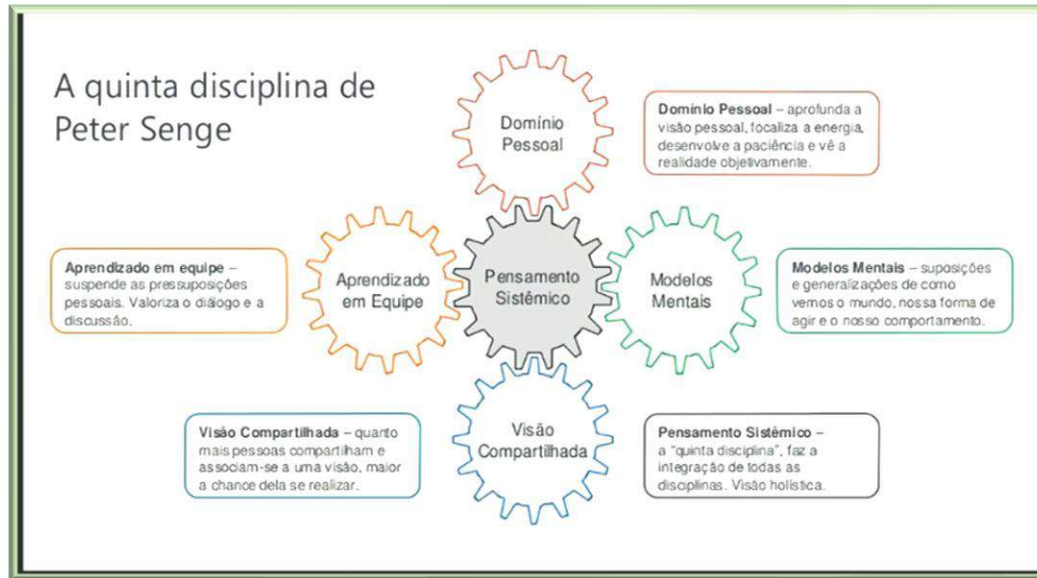 A quinta disciplina de
Peter Senge
Domínio
Pessoal
Domínio Pessoal – aprofunda a
visão pessoal, focaliza a energia,
desenvolve a paciência e vê a
realidade objetivamente.
Aprendizado em equipe –
suspende as pressuposições
pessoais. Valoriza o diálogo e a
discussão.
Aprendizado
em Equipe
Pensamento
Sistêmico
Modelos
Mentais
Modelos Mentais – suposições
e generalizações de como
vemos o mundo, nossa forma de
agir e o nosso comportamento.
Visão Compartilhada – quanto
mais pessoas compartilham e
associam-se a uma visão, maior
a chance dela se realizar.
Visão
Compartilhada
Pensamento Sistêmico –
a “quinta disciplina”, faz a
integração de todas as
disciplinas. Visão holística.